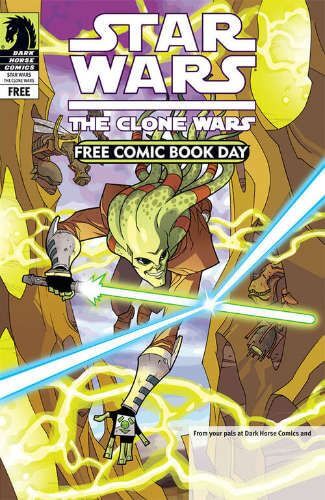 STAR
WARS
THE CLONE WARS
FREE COMIC BOOK DAY
DARK
HORSE
COMICS
STAR WARS
THE CLONE WARS
FREE
From your pals at Dark Horse Comics and